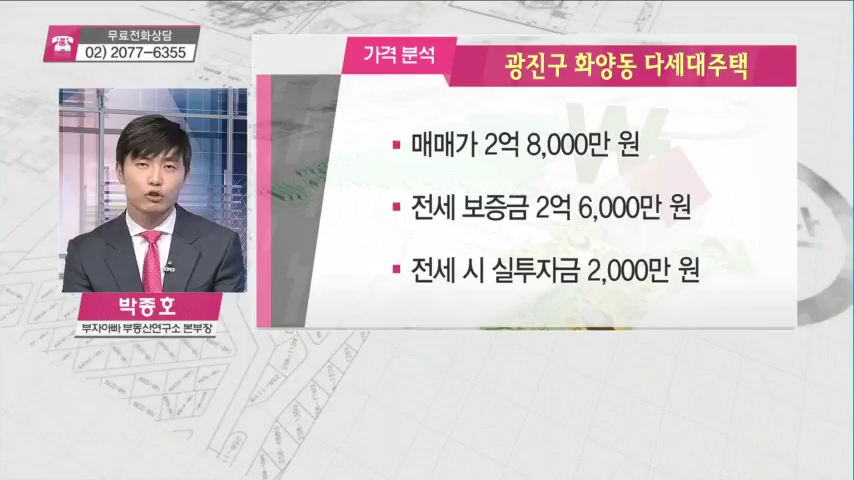 무료전화상담
02) 2077-6355
가격 분석
광진구 화양동 다세대주택
▪ 매매가 2억 8,000만 원
▪ 전세 보증금 2억 6,000만 원
▪ 전세 시 실투자금 2,000만 원
박종호
부자아빠 부동산연구소 본부장